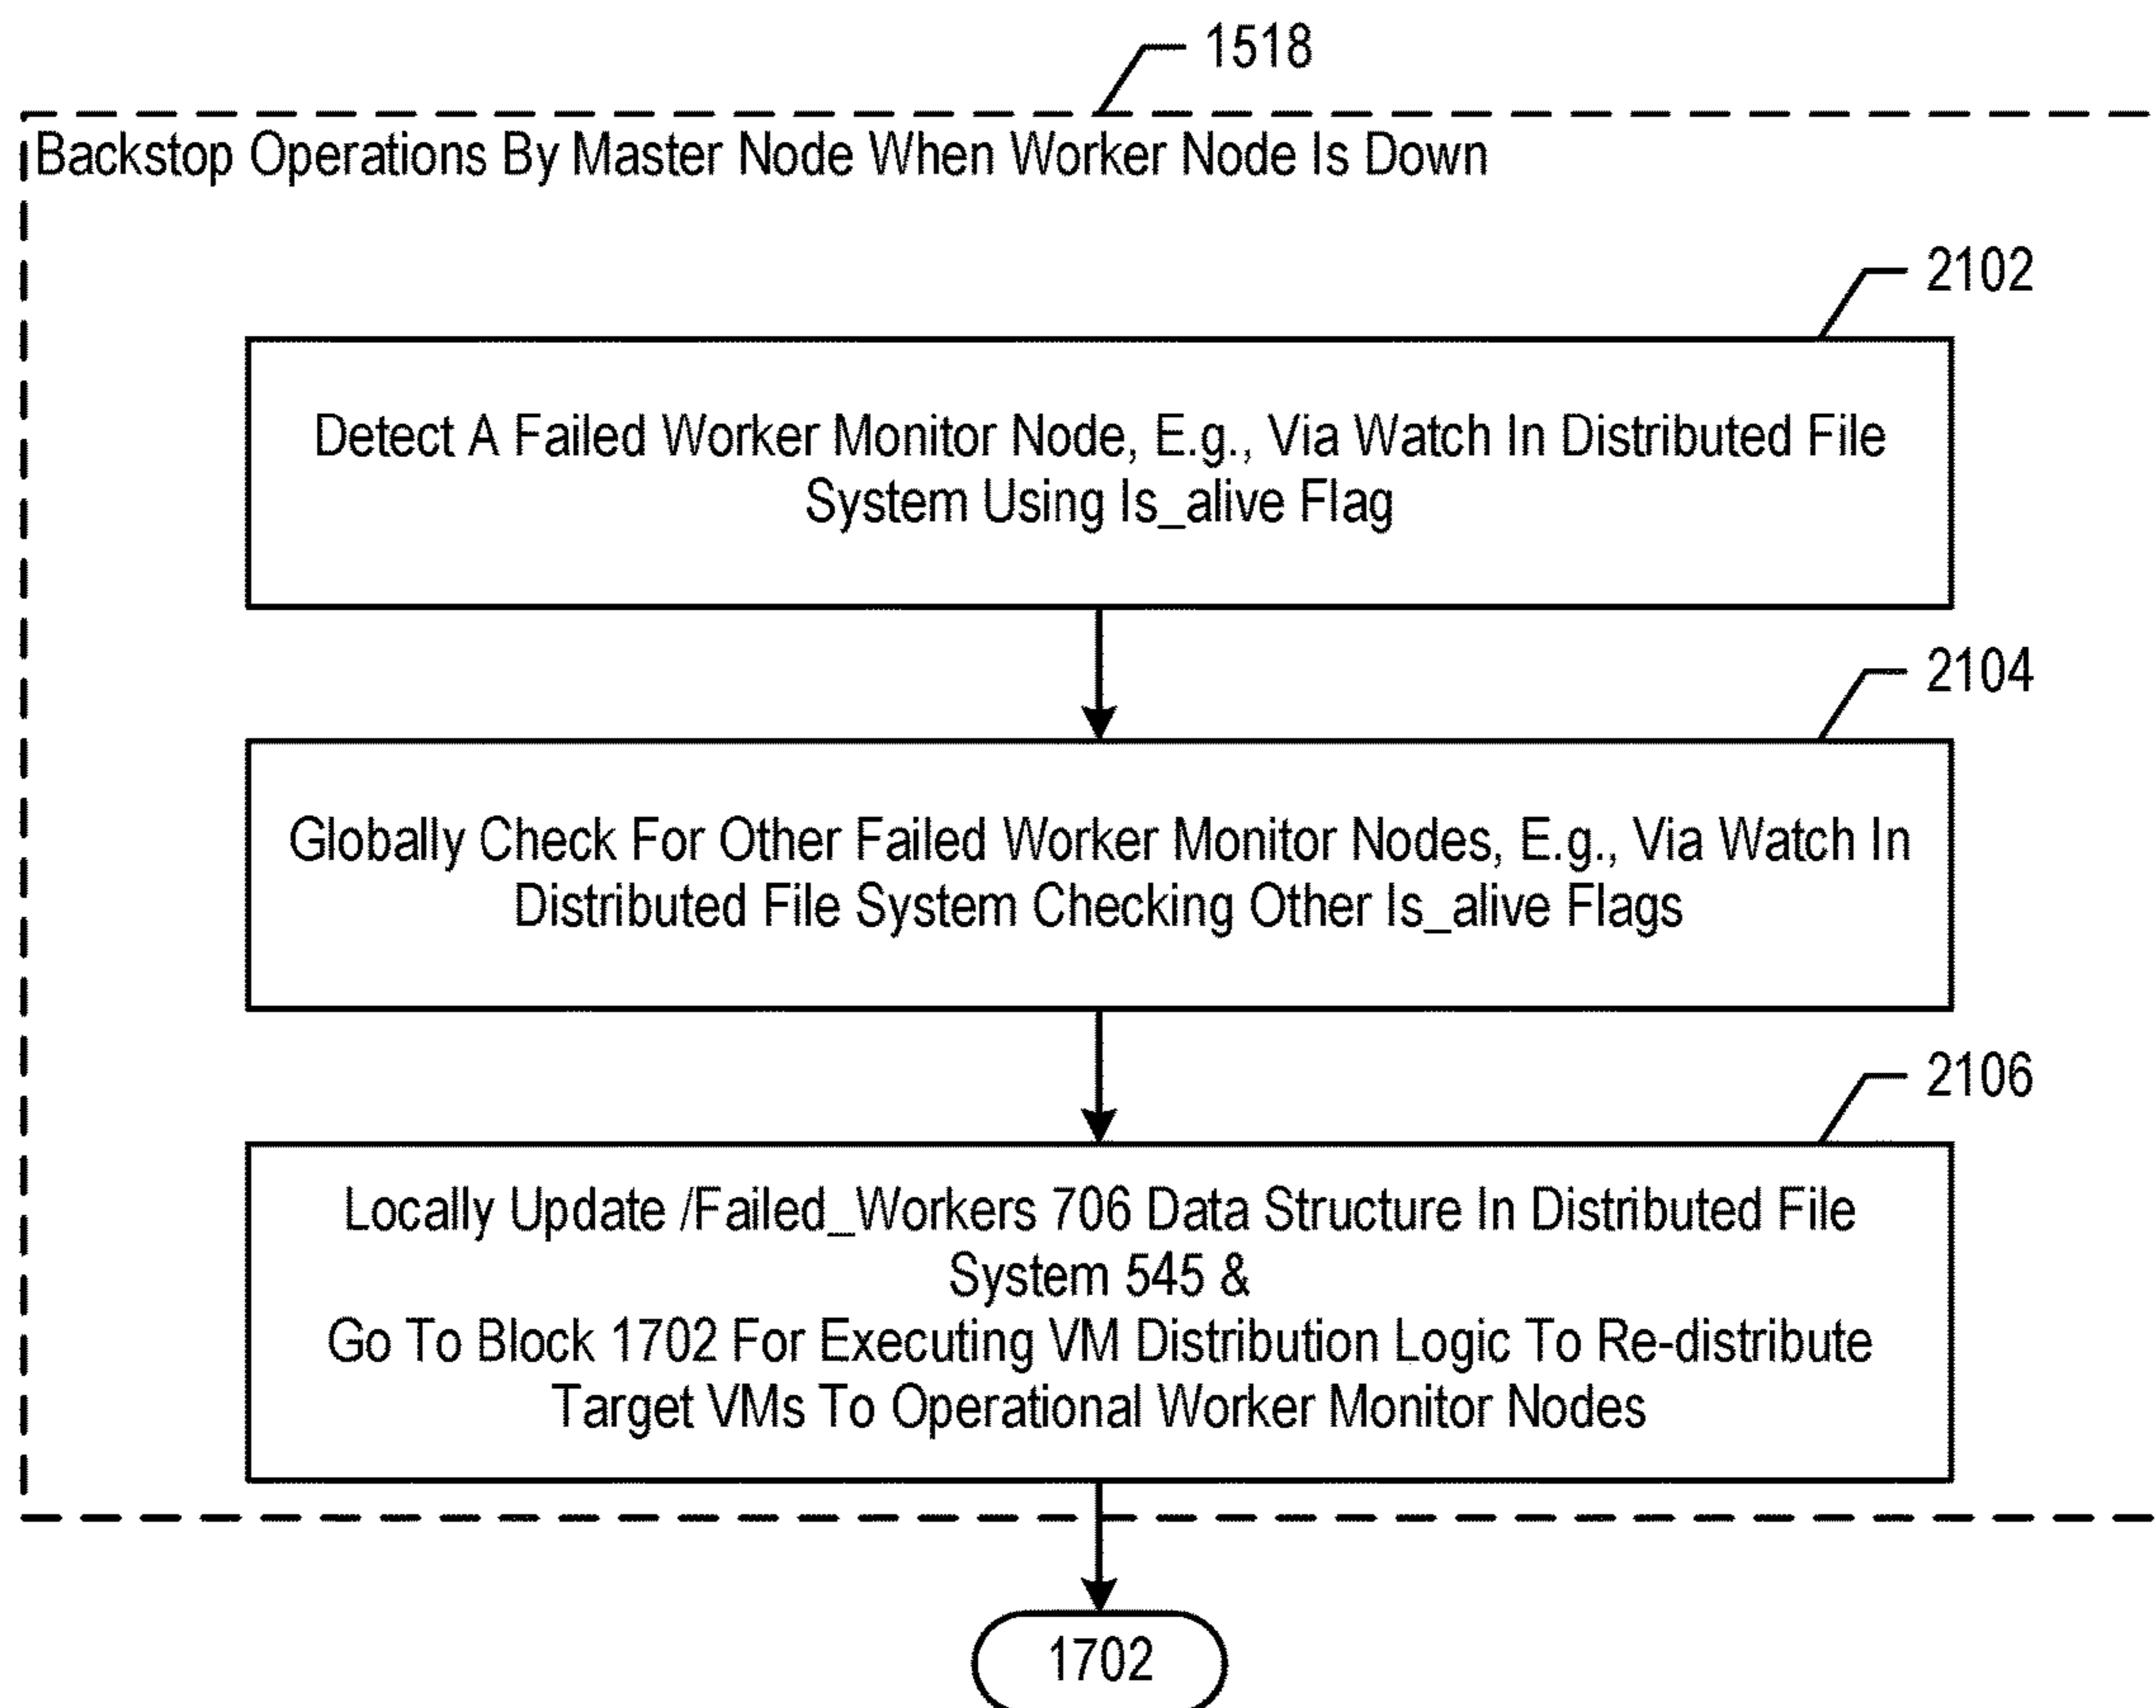 1518
Backstop Operations By Master Node When Worker Node Is Down
2102
Detect A Failed Worker Monitor Node, E.g., Via Watch In Distributed File
System Using Is_alive Flag
2104
Globally Check For Other Failed Worker Monitor Nodes, E.g., Via Watch In
Distributed File System Checking Other Is_alive Flags
2106
Locally Update /Failed_Workers 706 Data Structure In Distributed File
System 545 &
Go To Block 1702 For Executing VM Distribution Logic To Re-distribute
Target VMs To Operational Worker Monitor Nodes
1702